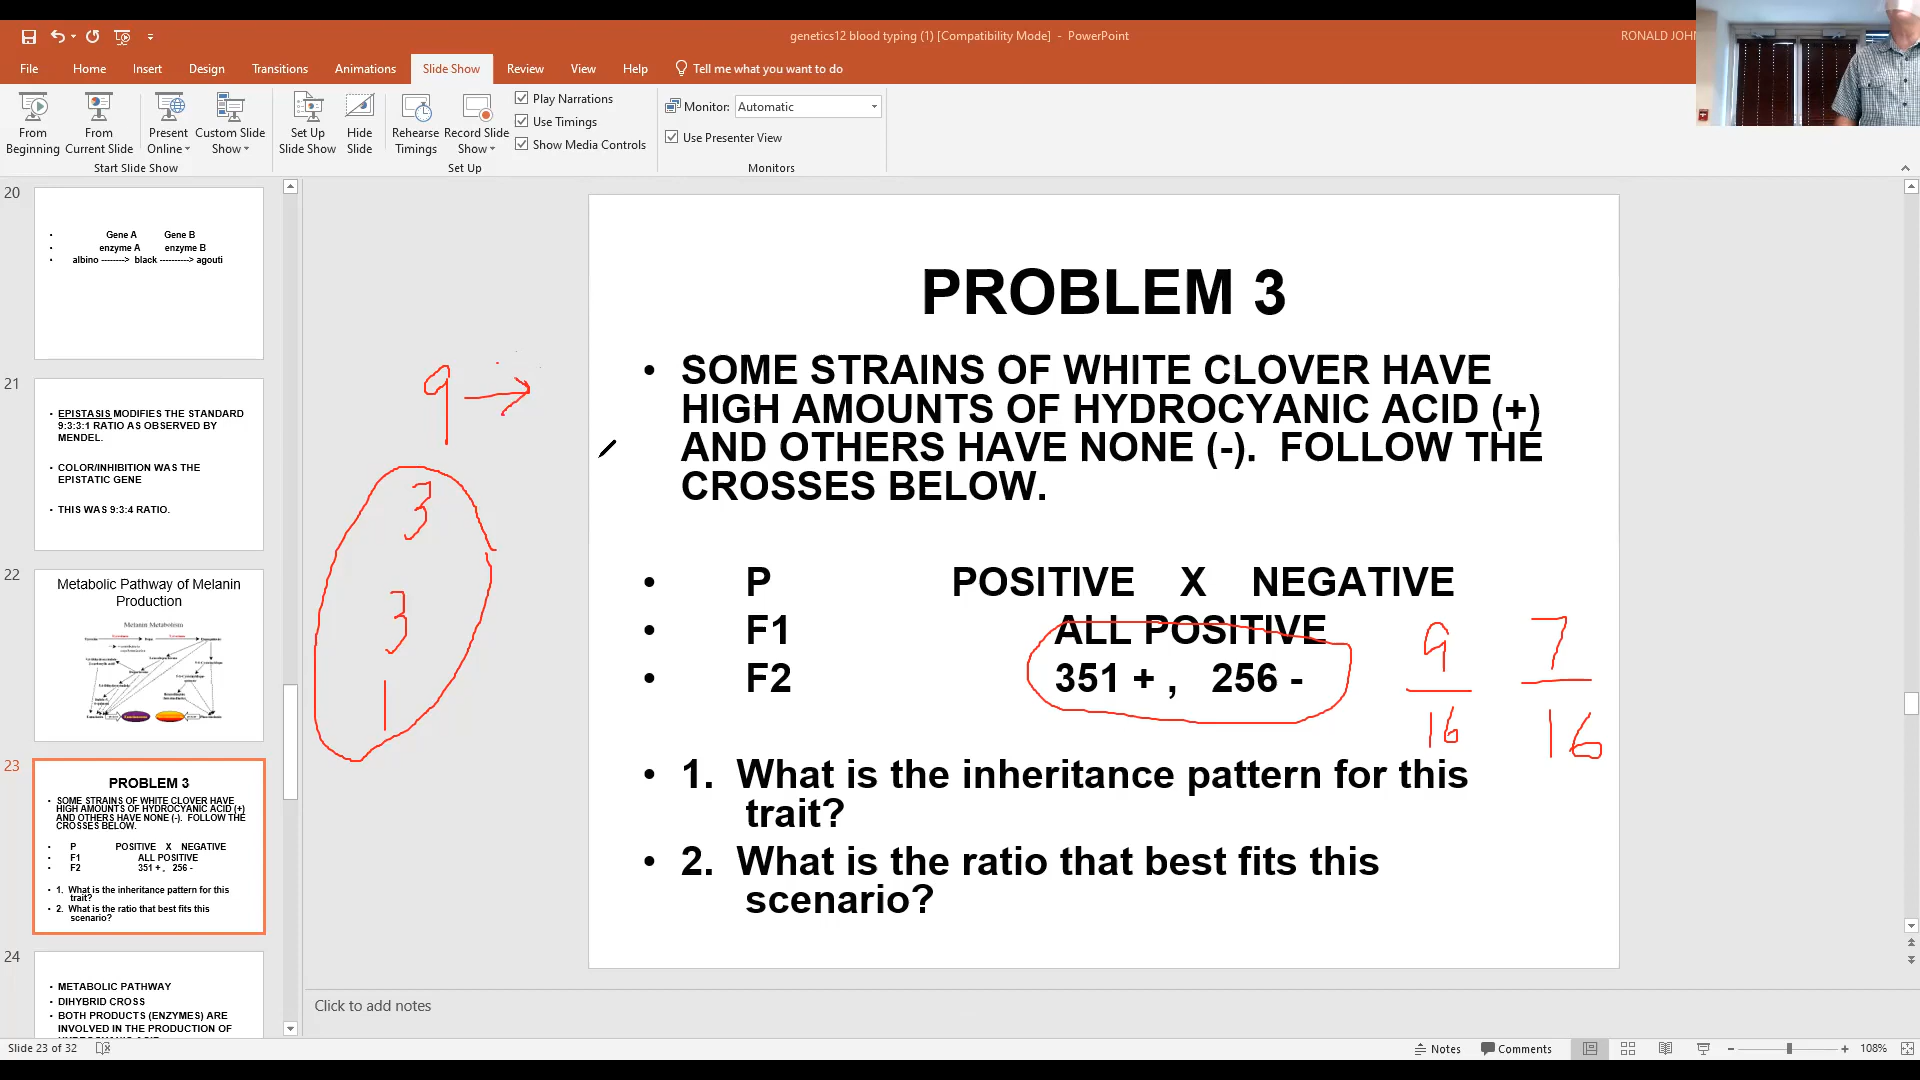 genetics12 blood typing (1) [Compatibility Mode] - PowerPoint
RONALD JOHN
File Home Insert Design Transitions Animations Slide Show Review View Help Tell me what you want to do
From Beginning
From Current Slide
Present Online
Custom Slide Show
Start Slide Show
Set Up Slide Show
Hide Slide
Rehearse Timings
Record Slide Show
Play Narrations
Use Timings
Show Media Controls
Set Up
Monitor: Automatic
Use Presenter View
Monitors
20
• Gene A Gene B
• enzyme A enzyme B
• albino --------> black ----------> agouti
21
• EPISTASIS MODIFIES THE STANDARD
9:3:3:1 RATIO AS OBSERVED BY
MENDEL.
• COLOR/INHIBITION WAS THE
EPISTATIC GENE
• THIS WAS 9:3:4 RATIO.
22
Metabolic Pathway of Melanin
Production
Melanin Metabolism
23
PROBLEM 3
• SOME STRAINS OF WHITE CLOVER HAVE
HIGH AMOUNTS OF HYDROCYANIC ACID (+)
AND OTHERS HAVE NONE (-). FOLLOW THE
CROSSES BELOW.
• P POSITIVE X NEGATIVE
• F1 ALL POSITIVE
• F2 351 + , 256 -
• 1. What is the inheritance pattern for this
trait?
• 2. What is the ratio that best fits this
scenario?
24
• METABOLIC PATHWAY
• DIHYBRID CROSS
• BOTH PRODUCTS (ENZYMES) ARE
INVOLVED IN THE PRODUCTION OF
9 →
3
3
1
PROBLEM 3
• SOME STRAINS OF WHITE CLOVER HAVE
HIGH AMOUNTS OF HYDROCYANIC ACID (+)
AND OTHERS HAVE NONE (-). FOLLOW THE
CROSSES BELOW.
• P POSITIVE X NEGATIVE
• F1 ALL POSITIVE
• F2 351 + , 256 -
9 7
16 16
• 1. What is the inheritance pattern for this
trait?
• 2. What is the ratio that best fits this
scenario?
Click to add notes
Slide 23 of 32
Notes Comments 108%